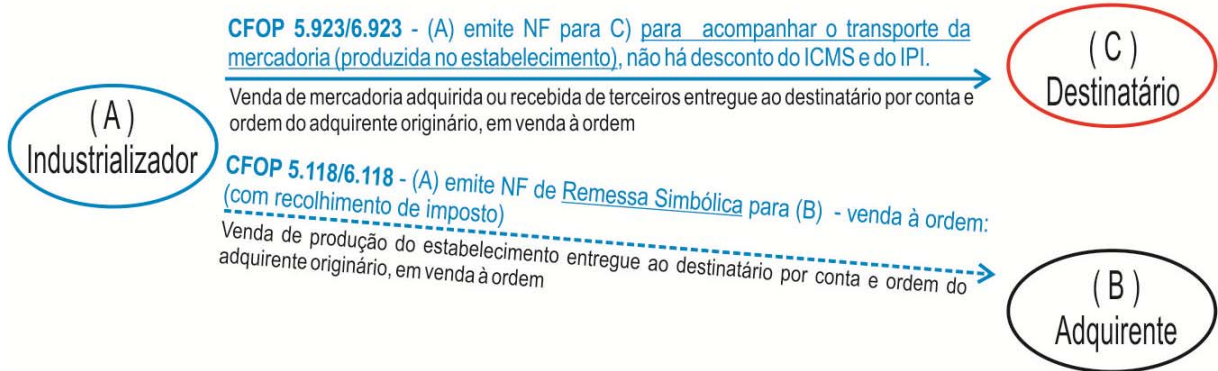 CFOP 5.923/6.923 - (A) emite NF para C) para acompanhar o transporte da
mercadoria (produzida no estabelecimento), não há desconto do ICMS e do IPI.
Venda de mercadoria adquirida ou recebida de terceiros entregue ao destinatário por conta e
ordem do adquirente originário, em venda à ordem
( C )
Destinatário
( A )
Industrializador
CFOP 5.118/6.118 - (A) emite NF de Remessa Simbólica para (B) - venda à ordem:
(com recolhimento de imposto)
Venda de produção do estabelecimento entregue ao destinatário por conta e ordem do
adquirente originário, em venda à ordem
( B )
Adquirente